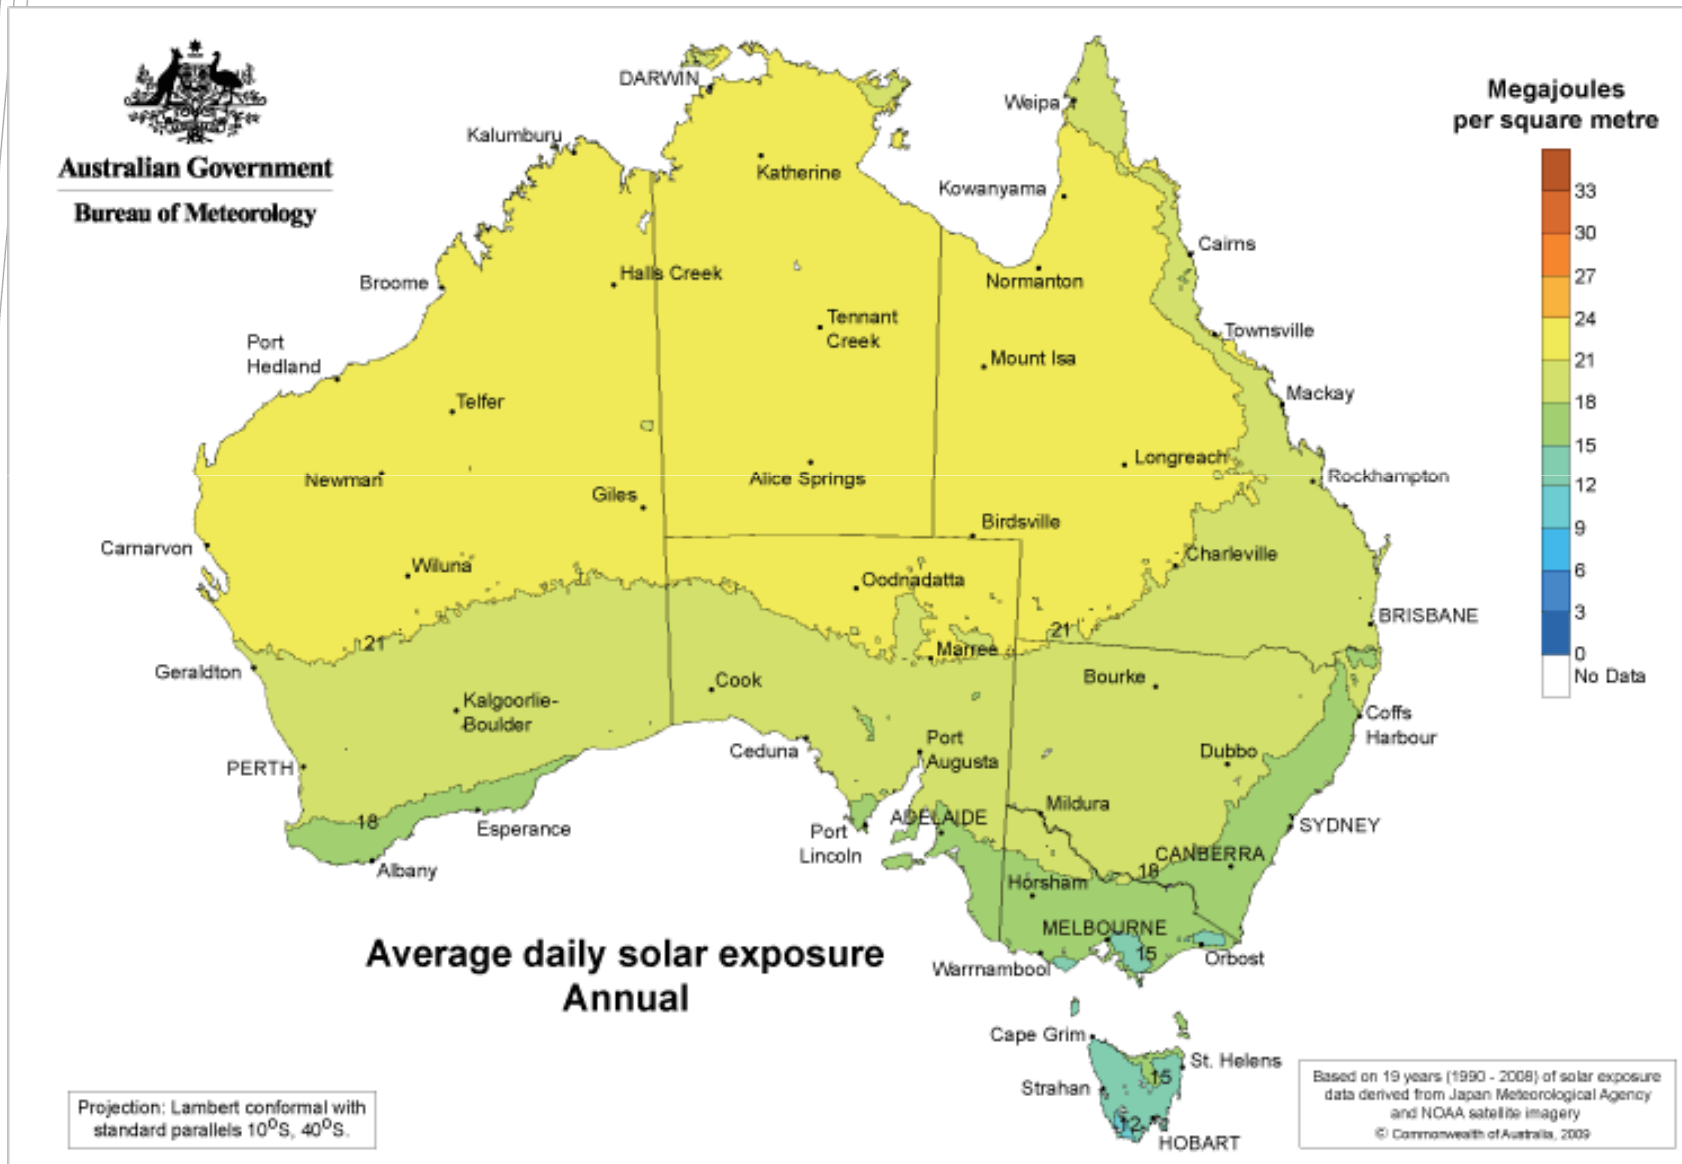 Australian Government
Bureau of Meteorology
DARWIN
Weipa
Kalumburu
Katherine
Kowanyama
Cairns
Broome
Halls Creek
Normanton
Port
Hedland
Tennant
Creek
Townsville
Mount Isa
Telfer
Mackay
Newman
Giles
Alice Springs
Longreach
Rockhampton
Carnarvon
Birdsville
Wiluna
Oodnadatta
Charleville
21
21
BRISBANE
Geraldton
Marree
Cook
Bourke
Kalgoorlie-
Boulder
Coffs
Harbour
Ceduna
Port
Augusta
Dubbo
PERTH
Mildura
18
Esperance
ADELAIDE
SYDNEY
Port
Lincoln
CANBERRA
Albany
18
Horsham
MELBOURNE
15
Warrnambool
Orbost
Cape Grim
St. Helens
15
Strahan
12
HOBART
Megajoules
per square metre
33
30
27
24
21
18
15
12
9
6
3
0
No Data
Average daily solar exposure
Annual
Projection: Lambert conformal with
standard parallels 10⁰S, 40⁰S.
Based on 19 years (1990 - 2008) of solar exposure
data derived from Japan Meteorological Agency
and NOAA satellite imagery
© Commonwealth of Australia, 2009